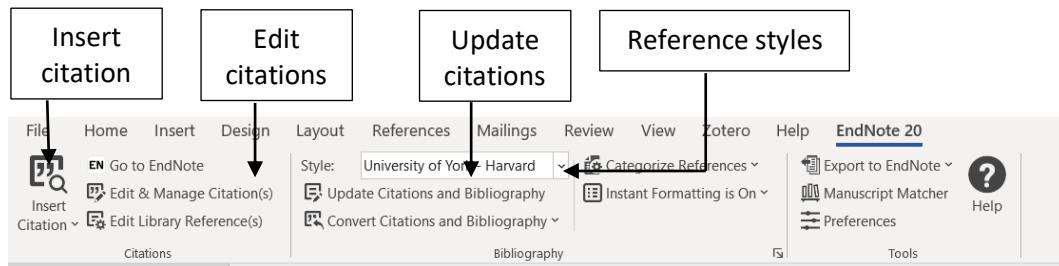 Insert
citation
Edit
citations
Update
citations
Reference styles
File Home Insert Design Layout References Mailings Review View Zotero Help EndNote 20
Insert
Citation
EN Go to EndNote
Edit & Manage Citation(s)
Edit Library Reference(s)
Citations
Style: University of York - Harvard
Update Citations and Bibliography
Convert Citations and Bibliography
Categorize References
Instant Formatting is On
Bibliography
Export to EndNote
Manuscript Matcher
Preferences
Help
Tools